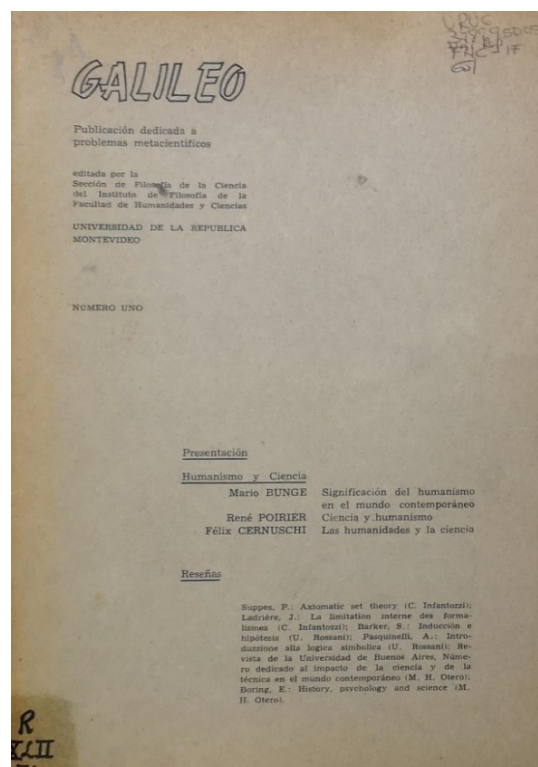 GALILEO
Publicación dedicada a
problemas metacientíficos
editada por la
Sección de Filosofía de la Ciencia
del Instituto de Filosofía de la
Facultad de Humanidades y Ciencias
UNIVERSIDAD DE LA REPUBLICA
MONTEVIDEO
NÚMERO UNO
Presentación
Humanismo y Ciencia
Mario BUNGE Significación del humanismo
en el mundo contemporáneo
René POIRIER Ciencia y humanismo
Félix CERNUSCHI Las humanidades y la ciencia
Reseñas
Suppes, P.: Axiomatic set theory (C. Infantozzi);
Ladrière, J.: La limitation interne des forma-
lismes (C. Infantozzi); Barker, S.: Inducción e
hipótesis (U. Rossani); Pasquinelli, A.: Intro-
duzzione alla logica simbolica (U. Rossani); Re-
vista de la Universidad de Buenos Aires, Núme-
ro dedicado al impacto de la ciencia y de la
técnica en el mundo contemporáneo (M. H. Otero);
Boring, E.: History, psychology and science (M.
H. Otero).
R
XLII